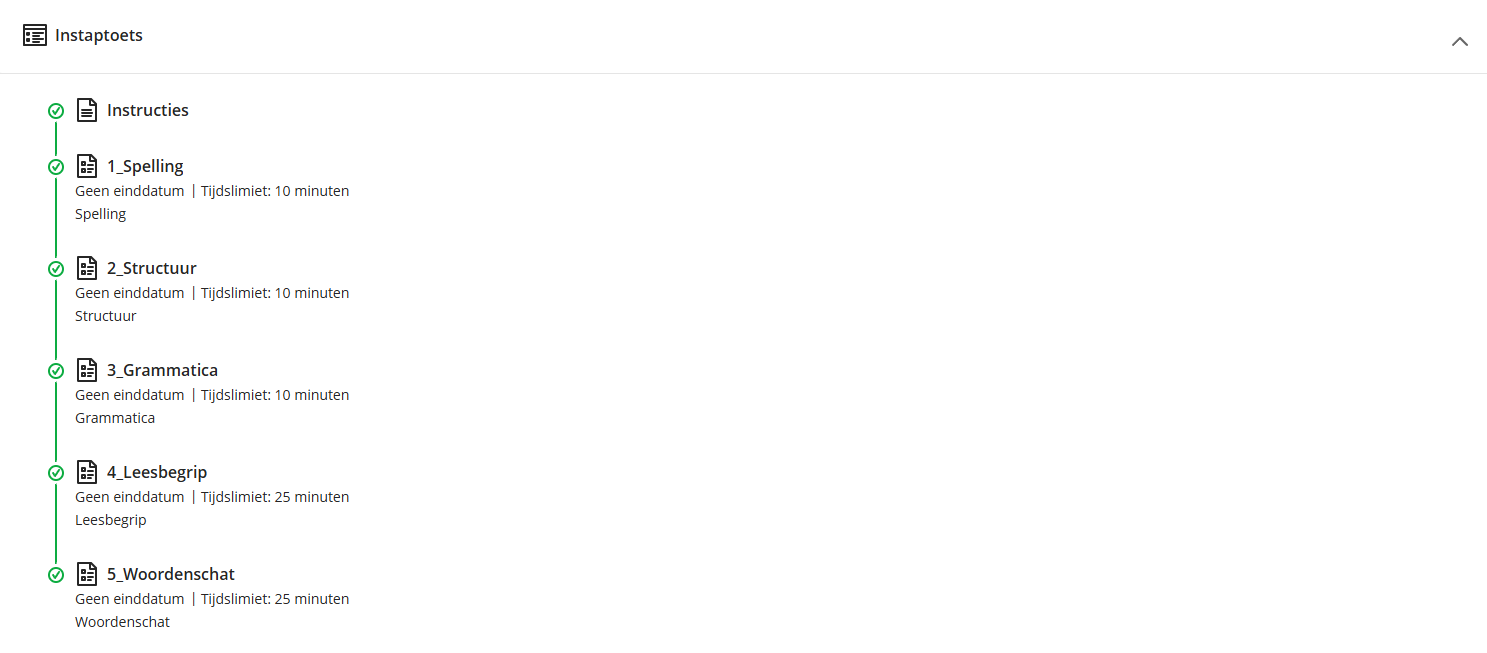 Instaptoets
Instructies
1_Spelling
Geen einddatum | Tijdslimiet: 10 minuten
Spelling
2_Structuur
Geen einddatum | Tijdslimiet: 10 minuten
Structuur
3_Grammatica
Geen einddatum | Tijdslimiet: 10 minuten
Grammatica
4_Leesbegrip
Geen einddatum | Tijdslimiet: 25 minuten
Leesbegrip
5_Woordenschat
Geen einddatum | Tijdslimiet: 25 minuten
Woordenschat